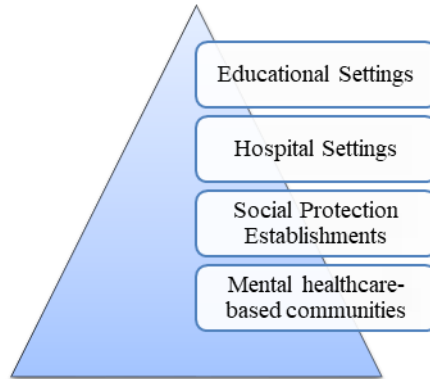 Educational Settings
Hospital Settings
Social Protection
Establishments
Mental healthcare-
based communities